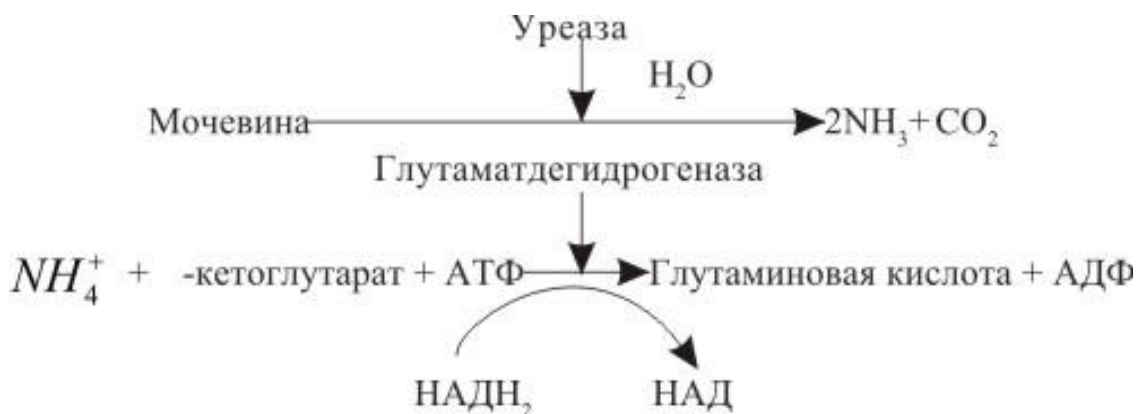 Уреаза
H₂O
Мочевина 2NH₃+CO₂
Глутаматдегидрогеназа
NH₄⁺ + -кетоглутарат + АТФ Глутаминовая кислота + АДФ
НАДН₂ НАД